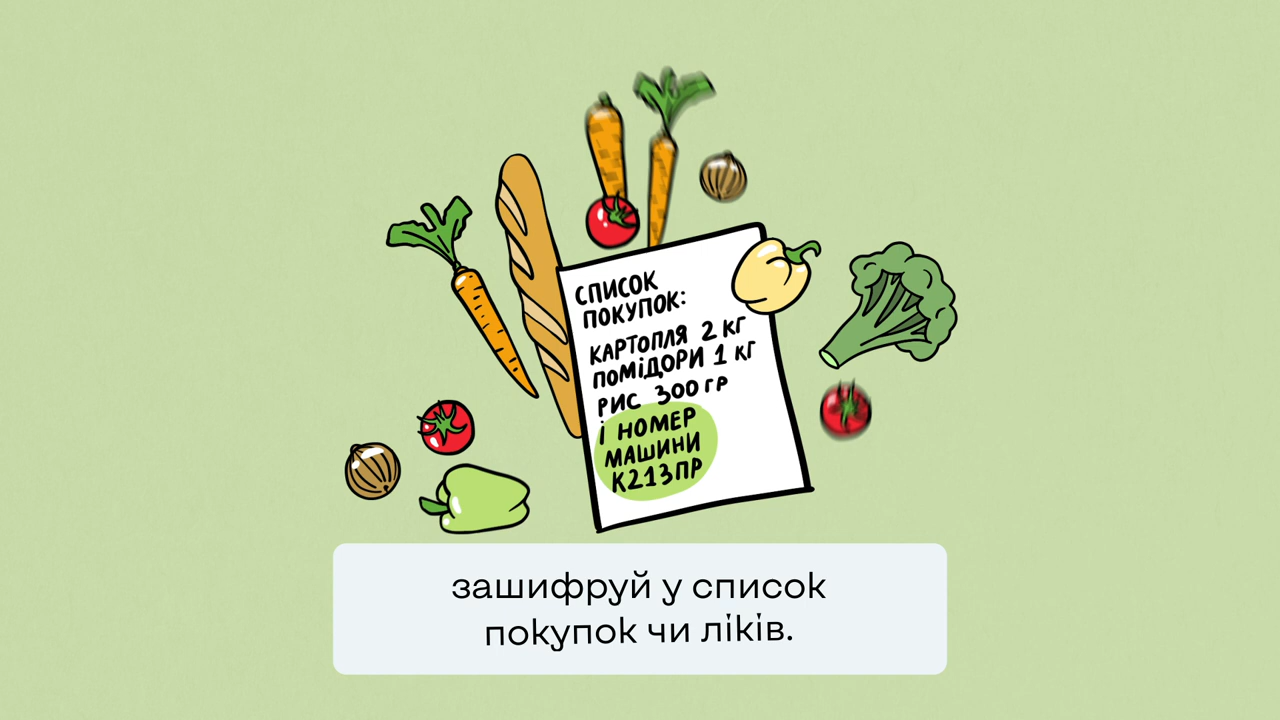 СПИСОК
ПОКУПОК:
КАРТОПЛЯ 2 КГ
ПОМІДОРИ 1 КГ
РИС 300 ГР
І НОМЕР
МАШИНИ
К213ПР
зашифруй у список
покупок чи ліків.